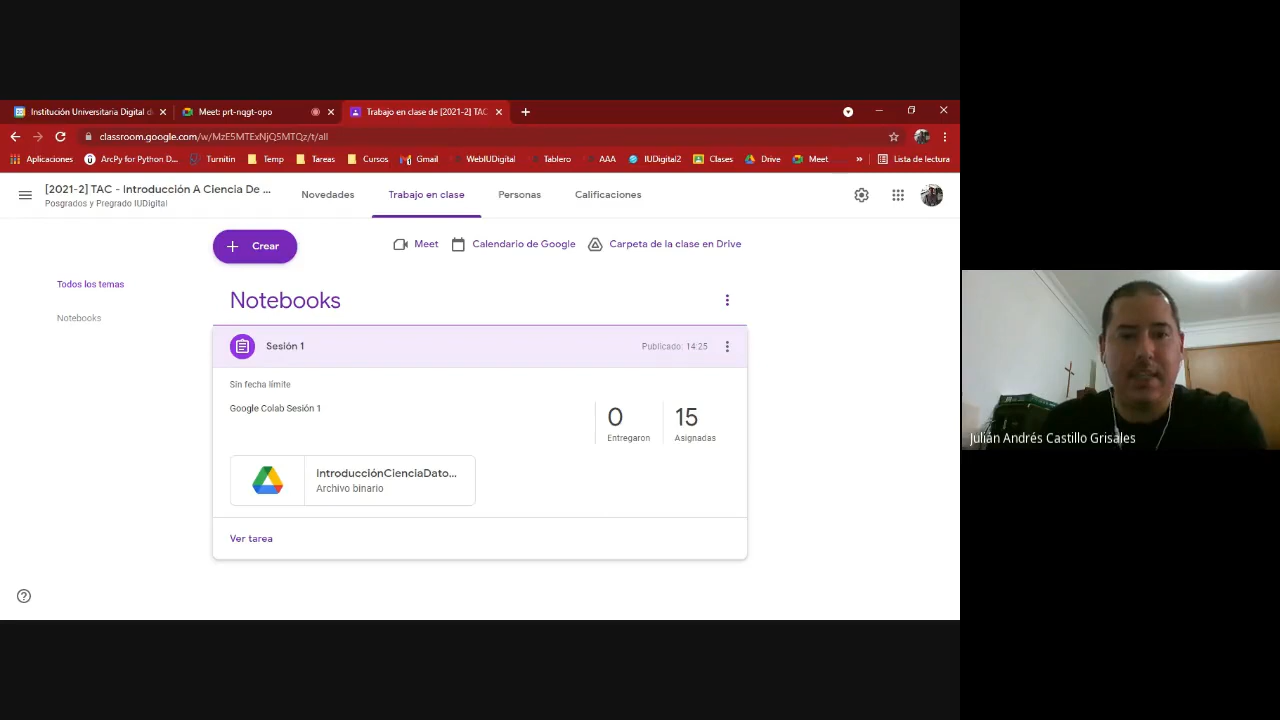 Institución Universitaria Digital d
Meet: prt-nqgt-opo
Trabajo en clase de [2021-2] TAC
classroom.google.com/w/MzE5MTExNjQ5MTQz/t/all
Aplicaciones
ArcPy for Python D...
Turnitin
Temp
Tareas
Cursos
Gmail
WebIUDigital
Tablero
AAA
IUDigital2
Clases
Drive
Meet
»
Lista de lectura
[2021-2] TAC - Introducción A Ciencia De ...
Posgrados y Pregrado IUDigital
Novedades
Trabajo en clase
Personas
Calificaciones
Crear
Meet
Calendario de Google
Carpeta de la clase en Drive
Todos los temas
Notebooks
Notebooks
Sesión 1
Publicado: 14:25
Sin fecha límite
Google Colab Sesión 1
0
Entregaron
15
Asignadas
IntroducciónCienciaDato...
Archivo binario
Ver tarea
Julián Andrés Castillo Grisales